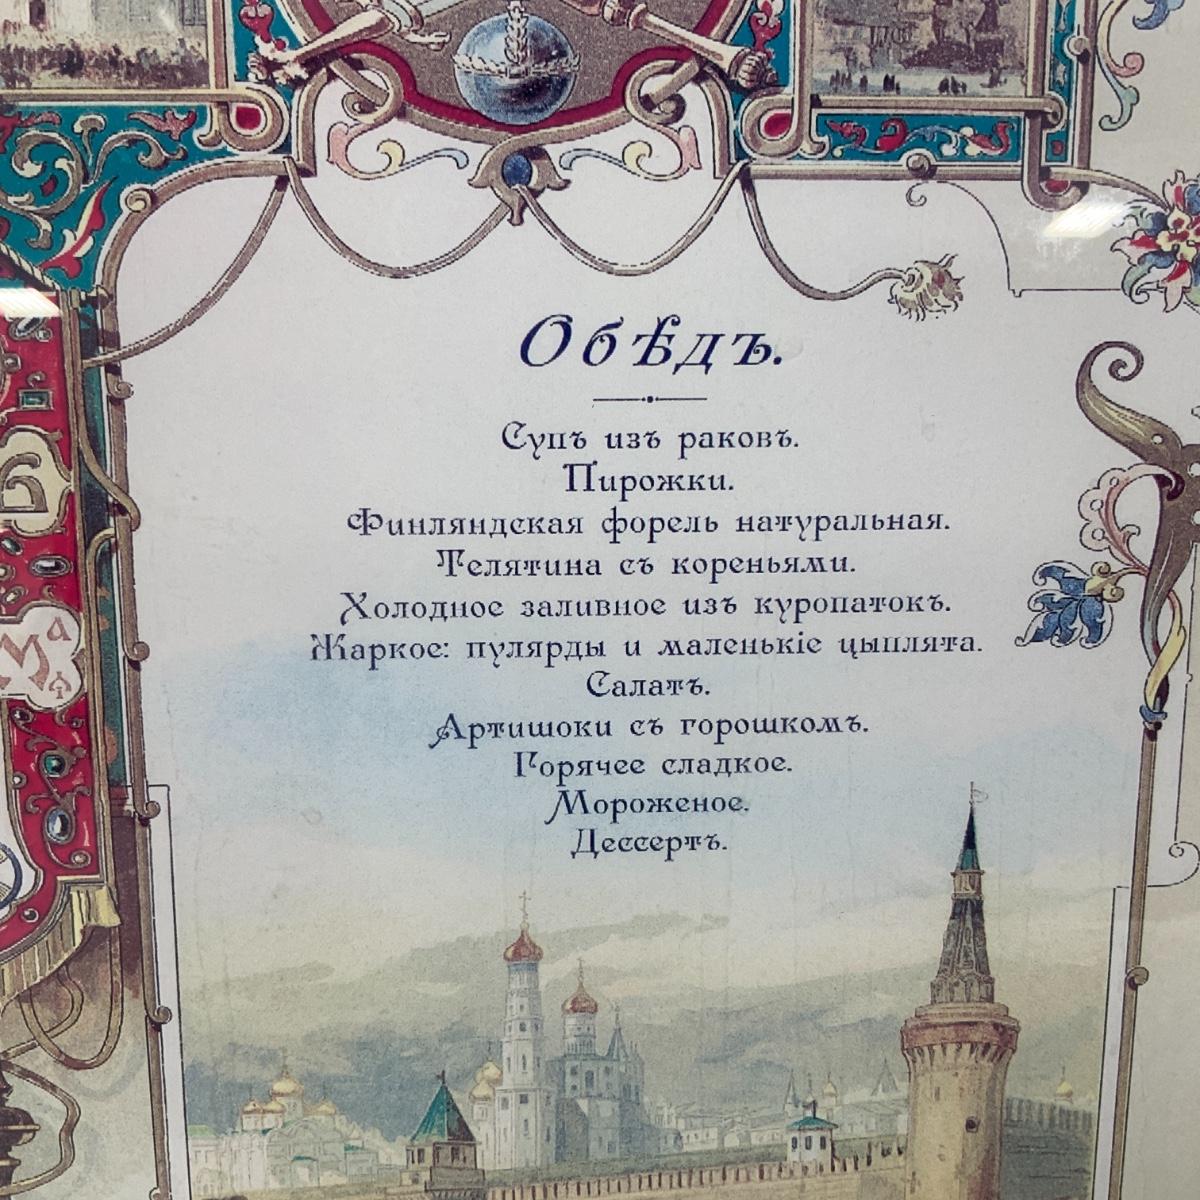 Обѣдъ.
Супъ изъ раковъ.
Пирожки.
Финляндская форель натуральная.
Телятина съ кореньями.
Холодное заливное изъ куропатокъ.
Жаркое: пулярды и маленькіе цыплята.
Салатъ.
Артишоки съ горошкомъ.
Горячее сладкое.
Мороженое.
Дессертъ.